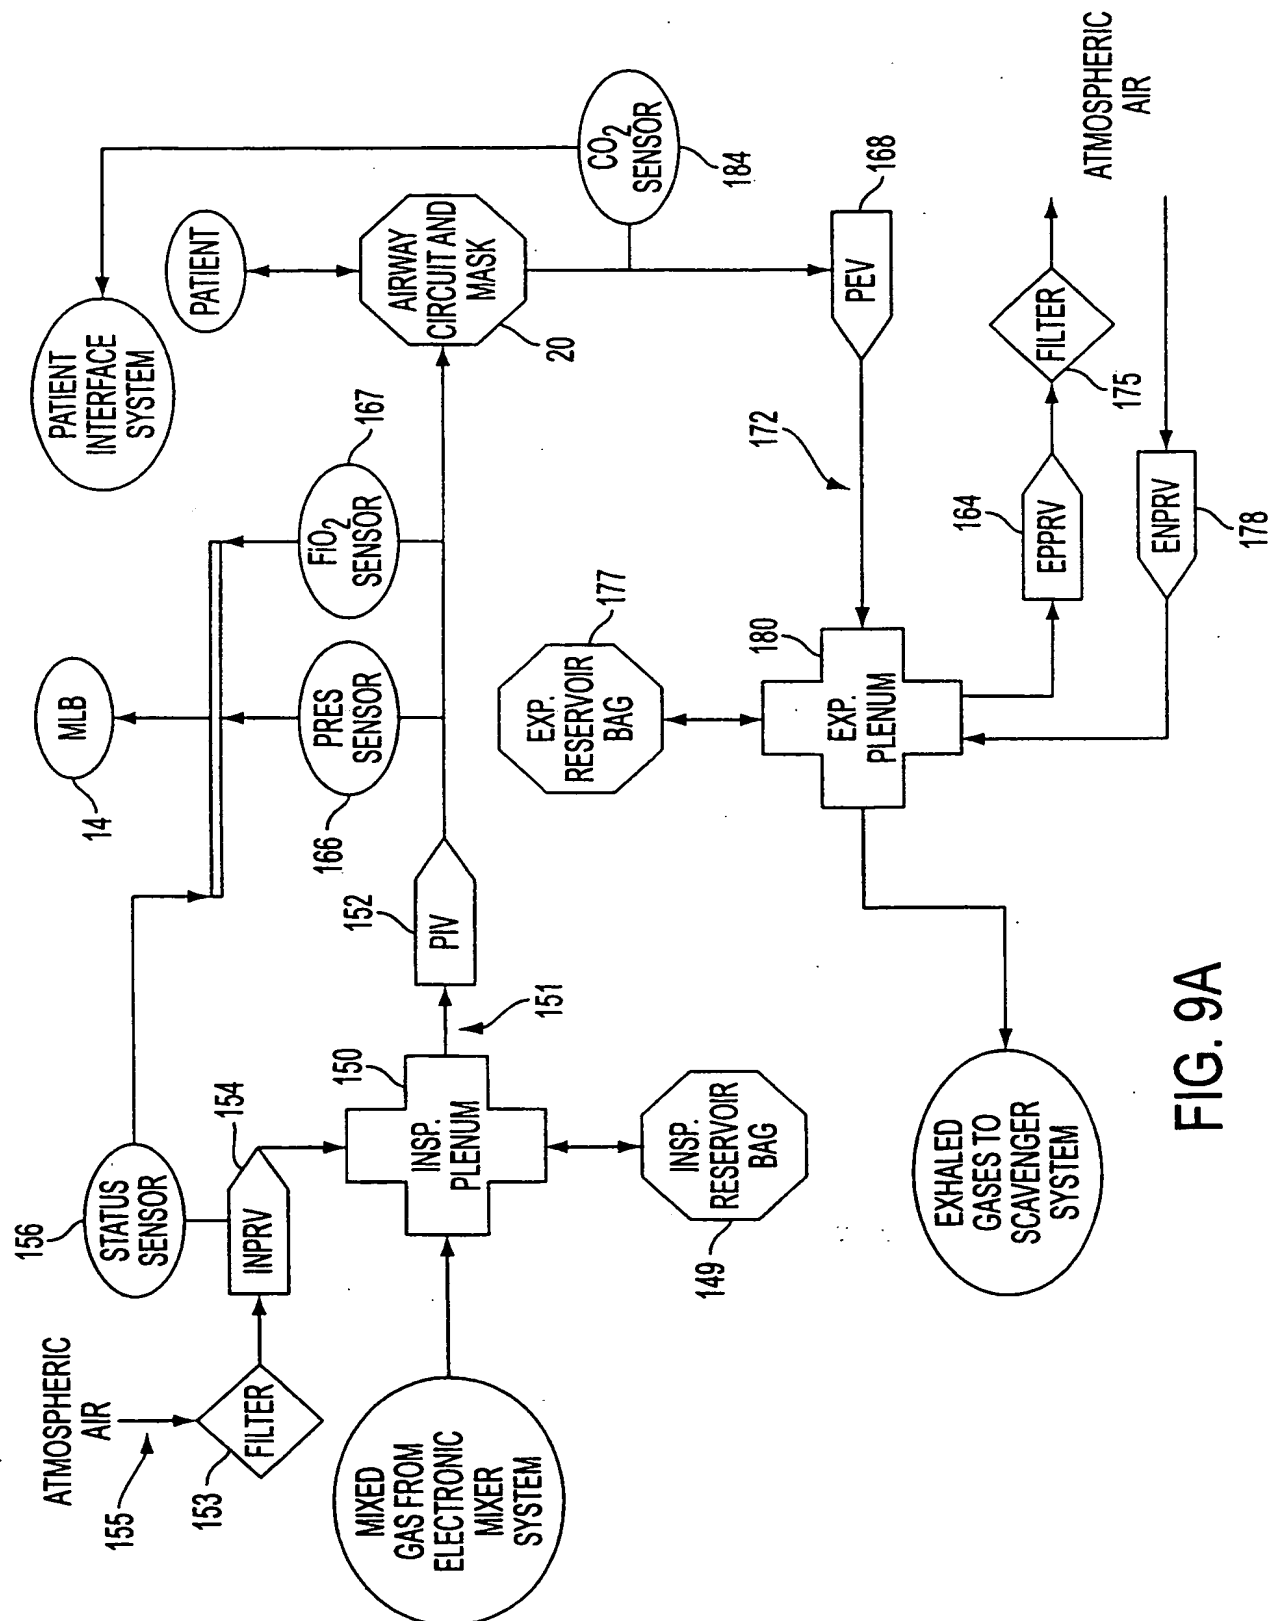 ATMOSPHERIC
AIR
155
153
FILTER
156
STATUS
SENSOR
INPRV
154
MIXED
GAS FROM
ELECTRONIC
MIXER
SYSTEM
INSP.
PLENUM
150
INSP.
RESERVOIR
BAG
149
151
152
PIV
MLB
14
PRES
SENSOR
166
FiO2
SENSOR
167
PATIENT
INTERFACE
SYSTEM
PATIENT
AIRWAY
CIRCUIT AND
MASK
20
CO2
SENSOR
184
PEV
168
172
EXP.
RESERVOIR
BAG
177
EXP.
PLENUM
180
EXHALED
GASES TO
SCAVENGER
SYSTEM
164
EPPRV
FILTER
175
ENPRV
178
ATMOSPHERIC
AIR
FIG. 9A